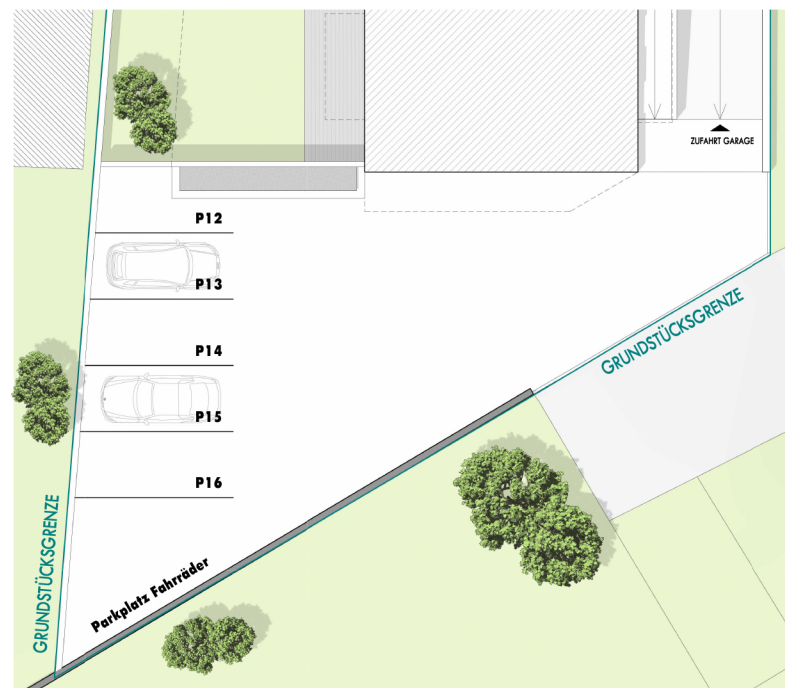 ZUFAHRT GARAGE
P12
P13
GRUNDSTÜCKSGRENZE
P14
P15
P16
GRUNDSTÜCKSGRENZE
Parkplatz Fahrräder